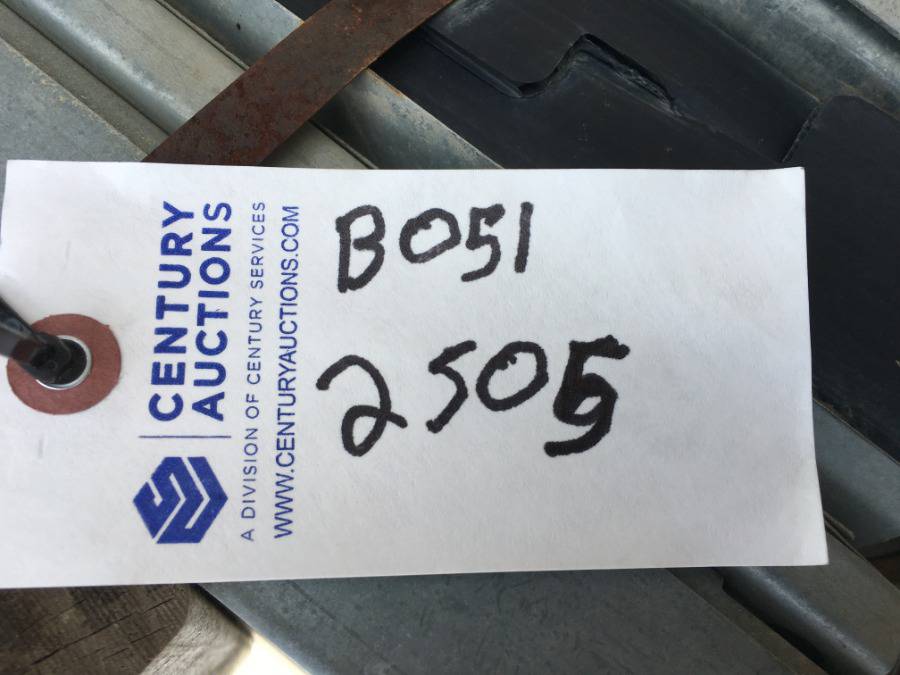 CENTURY
AUCTIONS
A DIVISION OF CENTURY SERVICES
WWW.CENTURYAUCTIONS.COM
B051
2505